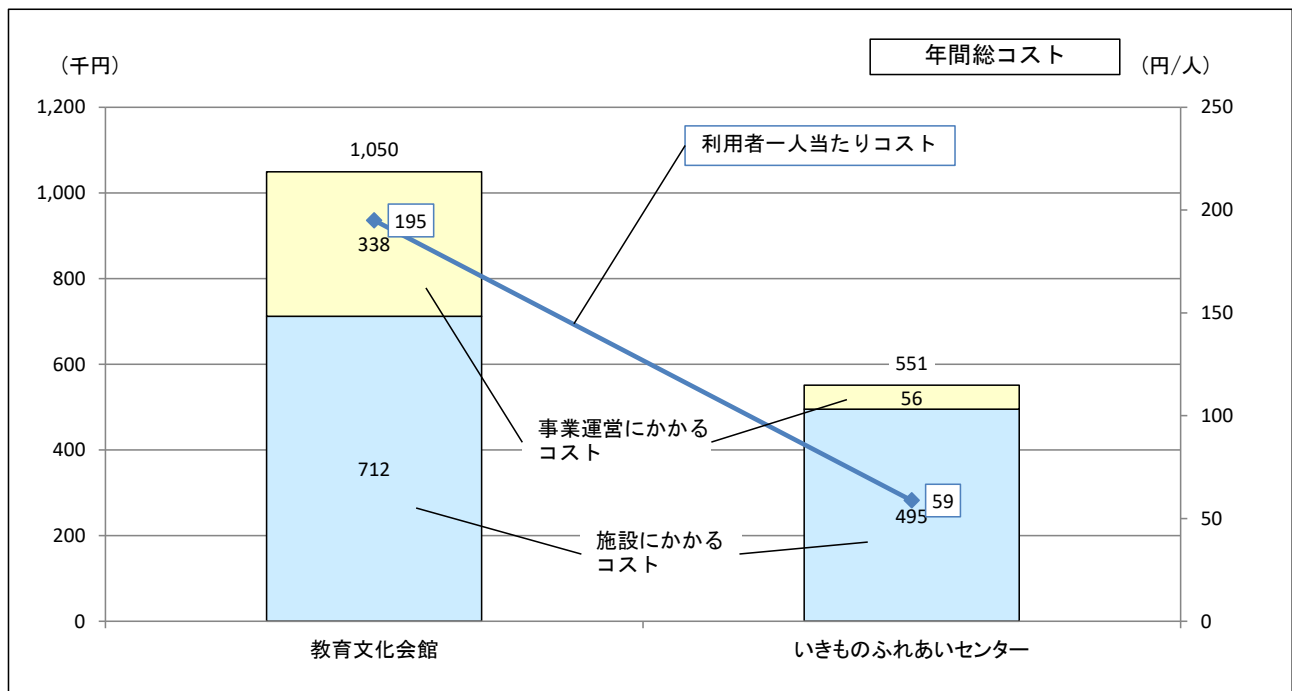 年間総コスト
（千円）
（円/人）
1,200
1,000
800
600
400
200
0
250
200
150
100
50
0
利用者一人当たりコスト
1,050
195
338
712
551
56
59
495
事業運営にかかる
コスト
施設にかかる
コスト
教育文化会館
いきものふれあいセンター